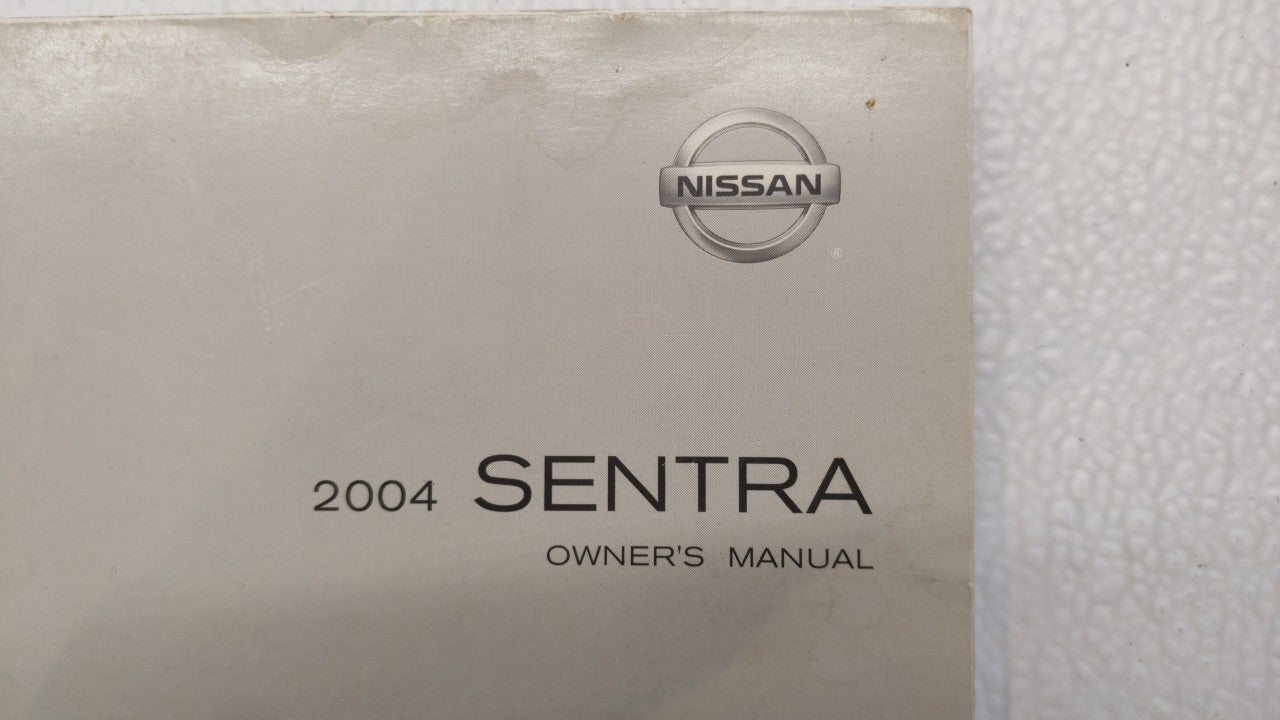 NISSAN
®
2004 SENTRA
OWNER'S MANUAL